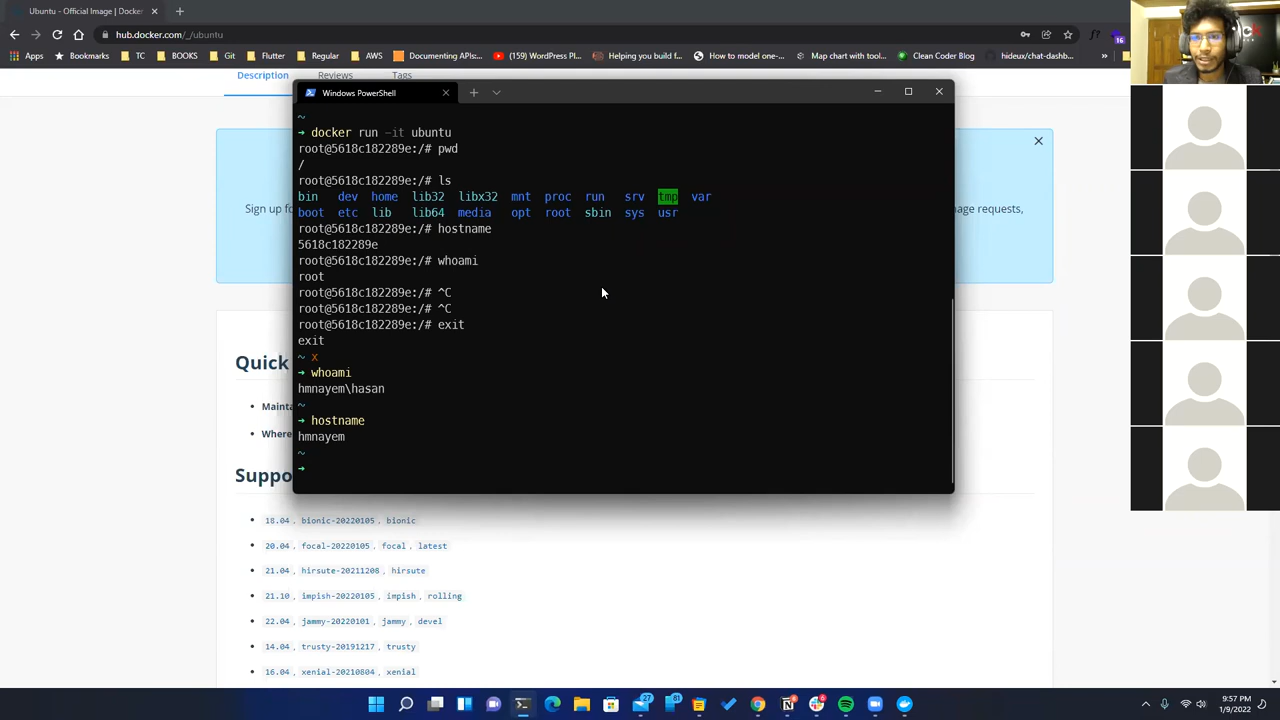 Ubuntu - Official Image | Docker
hub.docker.com/_/ubuntu
Apps TC BOOKS Git Flutter Regular AWS Documenting APIs... (159) WordPress Pl... Helping you build f... How to model one-... Map chart with tool... Clean Coder Blog hideux/chat-dashb... »
16
Description Reviews Tags
Windows PowerShell
~
→ docker run -it ubuntu
root@5618c182289e:/# pwd
/
root@5618c182289e:/# ls
bin dev home lib32 libx32 mnt proc run srv tmp var
boot etc lib lib64 media opt root sbin sys usr
root@5618c182289e:/# hostname
5618c182289e
root@5618c182289e:/# whoami
root
root@5618c182289e:/# ^C
root@5618c182289e:/# ^C
root@5618c182289e:/# exit
exit
~ x
→ whoami
hmnayem\hasan
~
→ hostname
hmnayem
~
→
Sign up fo
nage requests,
Quick
Mainta
Where
Suppo
18.04, bionic-20220105, bionic
20.04, focal-20220105, focal, latest
21.04, hirsute-20211208, hirsute
21.10, impish-20220105, impish, rolling
22.04, jammy-20220101, jammy, devel
14.04, trusty-20191217, trusty
16.04, xenial-20210804, xenial
27 81 6
9:57 PM
1/9/2022